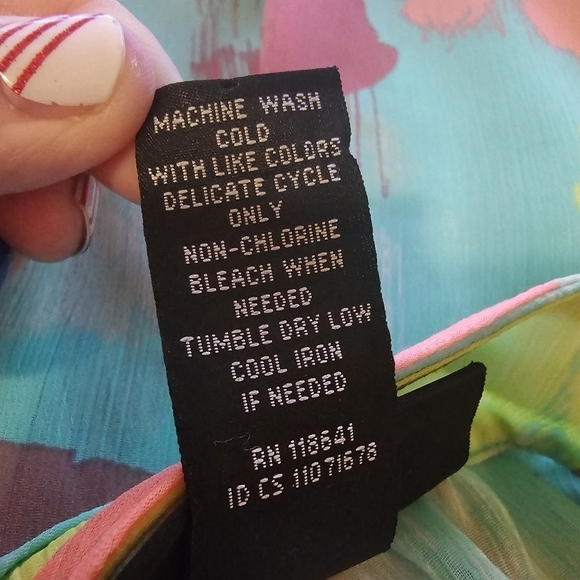 MACHINE WASH
COLD
WITH LIKE COLORS
DELICATE CYCLE
ONLY
NON-CHLORINE
BLEACH WHEN
NEEDED
TUMBLE DRY LOW
COOL IRON
IF NEEDED
RN 118641
ID CS 11071678